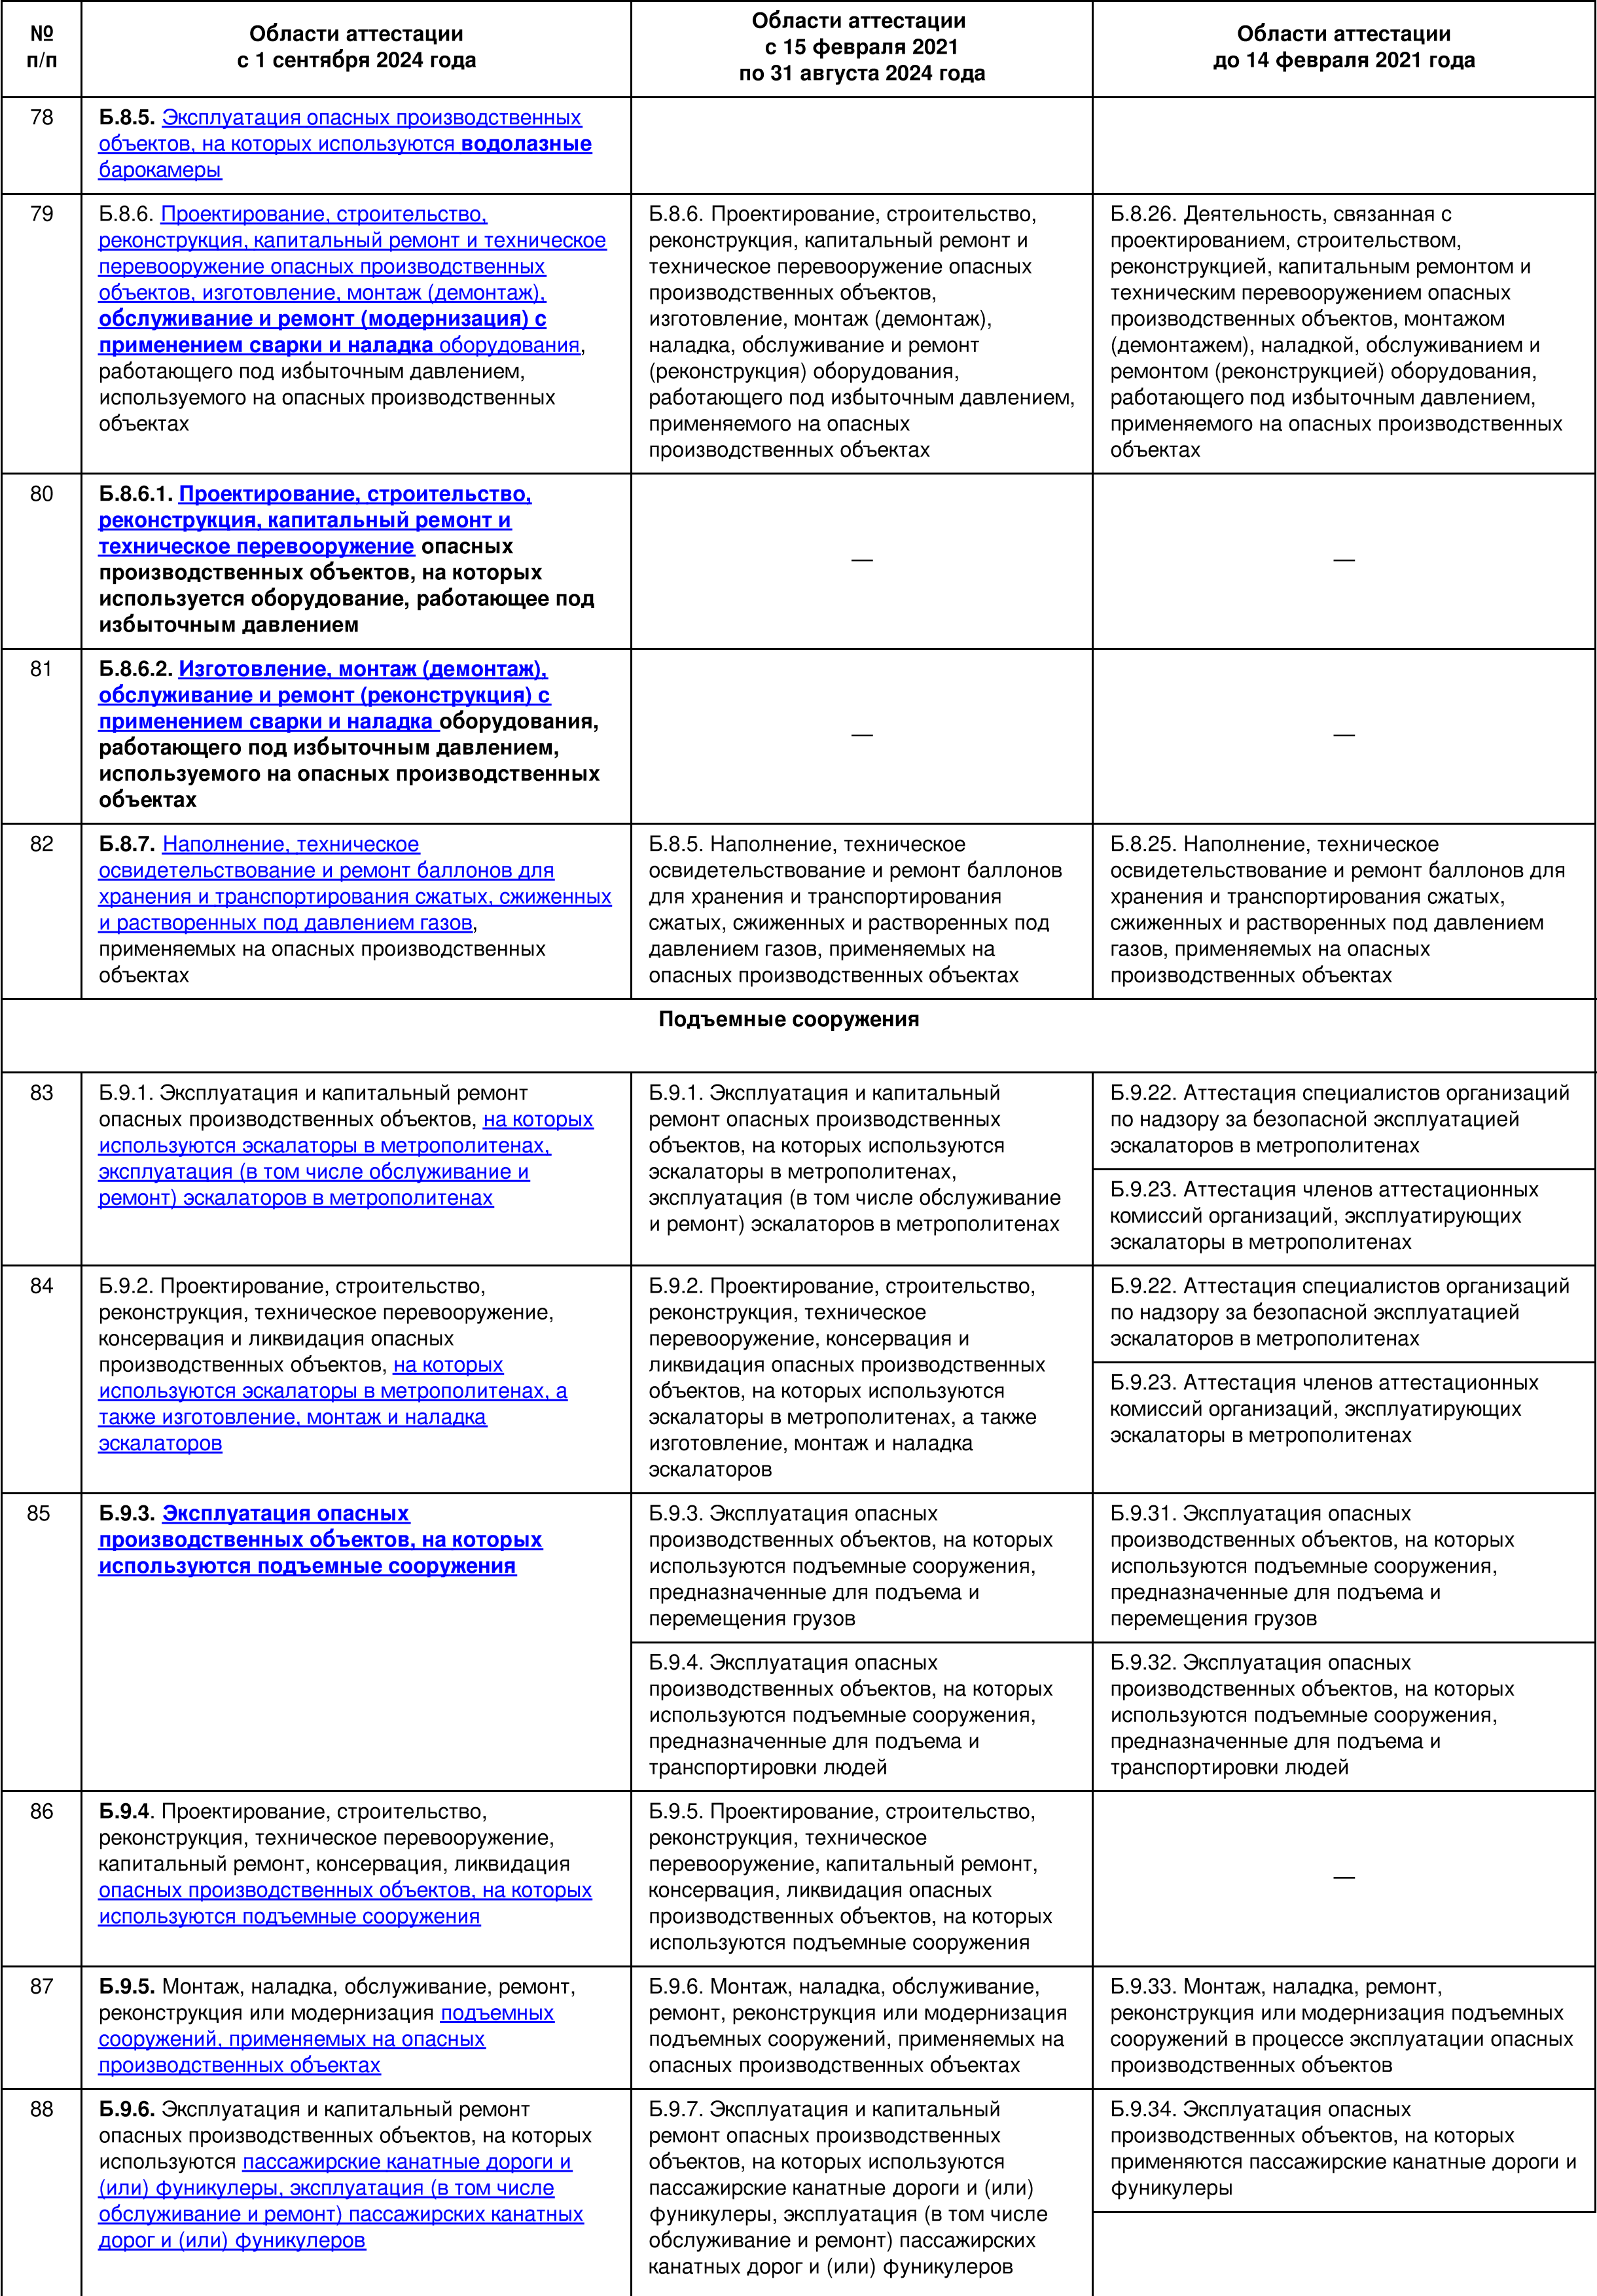 №
п/п
Области аттестации
с 1 сентября 2024 года
Области аттестации
с 15 февраля 2021
по 31 августа 2024 года
Области аттестации
до 14 февраля 2021 года
78
Б.8.5. Эксплуатация опасных производственных
объектов, на которых используются водолазные
барокамеры
79
Б.8.6. Проектирование, строительство,
реконструкция, капитальный ремонт и техническое
перевооружение опасных производственных
объектов, изготовление, монтаж (демонтаж),
обслуживание и ремонт (модернизация) с
применением сварки и наладка оборудования,
работающего под избыточным давлением,
используемого на опасных производственных
объектах
Б.8.6. Проектирование, строительство,
реконструкция, капитальный ремонт и
техническое перевооружение опасных
производственных объектов,
изготовление, монтаж (демонтаж),
наладка, обслуживание и ремонт
(реконструкция) оборудования,
работающего под избыточным давлением,
применяемого на опасных
производственных объектах
Б.8.26. Деятельность, связанная с
проектированием, строительством,
реконструкцией, капитальным ремонтом и
техническим перевооружением опасных
производственных объектов, монтажом
(демонтажем), наладкой, обслуживанием и
ремонтом (реконструкцией) оборудования,
работающего под избыточным давлением,
применяемого на опасных производственных
объектах
80
Б.8.6.1. Проектирование, строительство,
реконструкция, капитальный ремонт и
техническое перевооружение опасных
производственных объектов, на которых
используется оборудование, работающее под
избыточным давлением
—
—
81
Б.8.6.2. Изготовление, монтаж (демонтаж),
обслуживание и ремонт (реконструкция) с
применением сварки и наладка оборудования,
работающего под избыточным давлением,
используемого на опасных производственных
объектах
—
—
82
Б.8.7. Наполнение, техническое
освидетельствование и ремонт баллонов для
хранения и транспортирования сжатых, сжиженных
и растворенных под давлением газов,
применяемых на опасных производственных
объектах
Б.8.5. Наполнение, техническое
освидетельствование и ремонт баллонов
для хранения и транспортирования
сжатых, сжиженных и растворенных под
давлением газов, применяемых на
опасных производственных объектах
Б.8.25. Наполнение, техническое
освидетельствование и ремонт баллонов для
хранения и транспортирования сжатых,
сжиженных и растворенных под давлением
газов, применяемых на опасных
производственных объектах
Подъемные сооружения
83
Б.9.1. Эксплуатация и капитальный ремонт
опасных производственных объектов, на которых
используются эскалаторы в метрополитенах,
эксплуатация (в том числе обслуживание и
ремонт) эскалаторов в метрополитенах
Б.9.1. Эксплуатация и капитальный
ремонт опасных производственных
объектов, на которых используются
эскалаторы в метрополитенах,
эксплуатация (в том числе обслуживание
и ремонт) эскалаторов в метрополитенах
Б.9.22. Аттестация специалистов организаций
по надзору за безопасной эксплуатацией
эскалаторов в метрополитенах
Б.9.23. Аттестация членов аттестационных
комиссий организаций, эксплуатирующих
эскалаторы в метрополитенах
84
Б.9.2. Проектирование, строительство,
реконструкция, техническое перевооружение,
консервация и ликвидация опасных
производственных объектов, на которых
используются эскалаторы в метрополитенах, а
также изготовление, монтаж и наладка
эскалаторов
Б.9.2. Проектирование, строительство,
реконструкция, техническое
перевооружение, консервация и
ликвидация опасных производственных
объектов, на которых используются
эскалаторы в метрополитенах, а также
изготовление, монтаж и наладка
эскалаторов
Б.9.22. Аттестация специалистов организаций
по надзору за безопасной эксплуатацией
эскалаторов в метрополитенах
Б.9.23. Аттестация членов аттестационных
комиссий организаций, эксплуатирующих
эскалаторы в метрополитенах
85
Б.9.3. Эксплуатация опасных
производственных объектов, на которых
используются подъемные сооружения
Б.9.3. Эксплуатация опасных
производственных объектов, на которых
используются подъемные сооружения,
предназначенные для подъема и
перемещения грузов
Б.9.31. Эксплуатация опасных
производственных объектов, на которых
используются подъемные сооружения,
предназначенные для подъема и
перемещения грузов
Б.9.4. Эксплуатация опасных
производственных объектов, на которых
используются подъемные сооружения,
предназначенные для подъема и
транспортировки людей
Б.9.32. Эксплуатация опасных
производственных объектов, на которых
используются подъемные сооружения,
предназначенные для подъема и
транспортировки людей
86
Б.9.4. Проектирование, строительство,
реконструкция, техническое перевооружение,
капитальный ремонт, консервация, ликвидация
опасных производственных объектов, на которых
используются подъемные сооружения
Б.9.5. Проектирование, строительство,
реконструкция, техническое
перевооружение, капитальный ремонт,
консервация, ликвидация опасных
производственных объектов, на которых
используются подъемные сооружения
—
87
Б.9.5. Монтаж, наладка, обслуживание, ремонт,
реконструкция или модернизация подъемных
сооружений, применяемых на опасных
производственных объектах
Б.9.6. Монтаж, наладка, обслуживание,
ремонт, реконструкция или модернизация
подъемных сооружений, применяемых на
опасных производственных объектах
Б.9.33. Монтаж, наладка, ремонт,
реконструкция или модернизация подъемных
сооружений в процессе эксплуатации опасных
производственных объектов
88
Б.9.6. Эксплуатация и капитальный ремонт
опасных производственных объектов, на которых
используются пассажирские канатные дороги и
(или) фуникулеры, эксплуатация (в том числе
обслуживание и ремонт) пассажирских канатных
дорог и (или) фуникулеров
Б.9.7. Эксплуатация и капитальный
ремонт опасных производственных
объектов, на которых используются
пассажирские канатные дороги и (или)
фуникулеры, эксплуатация (в том числе
обслуживание и ремонт) пассажирских
канатных дорог и (или) фуникулеров
Б.9.34. Эксплуатация опасных
производственных объектов, на которых
применяются пассажирские канатные дороги и
фуникулеры